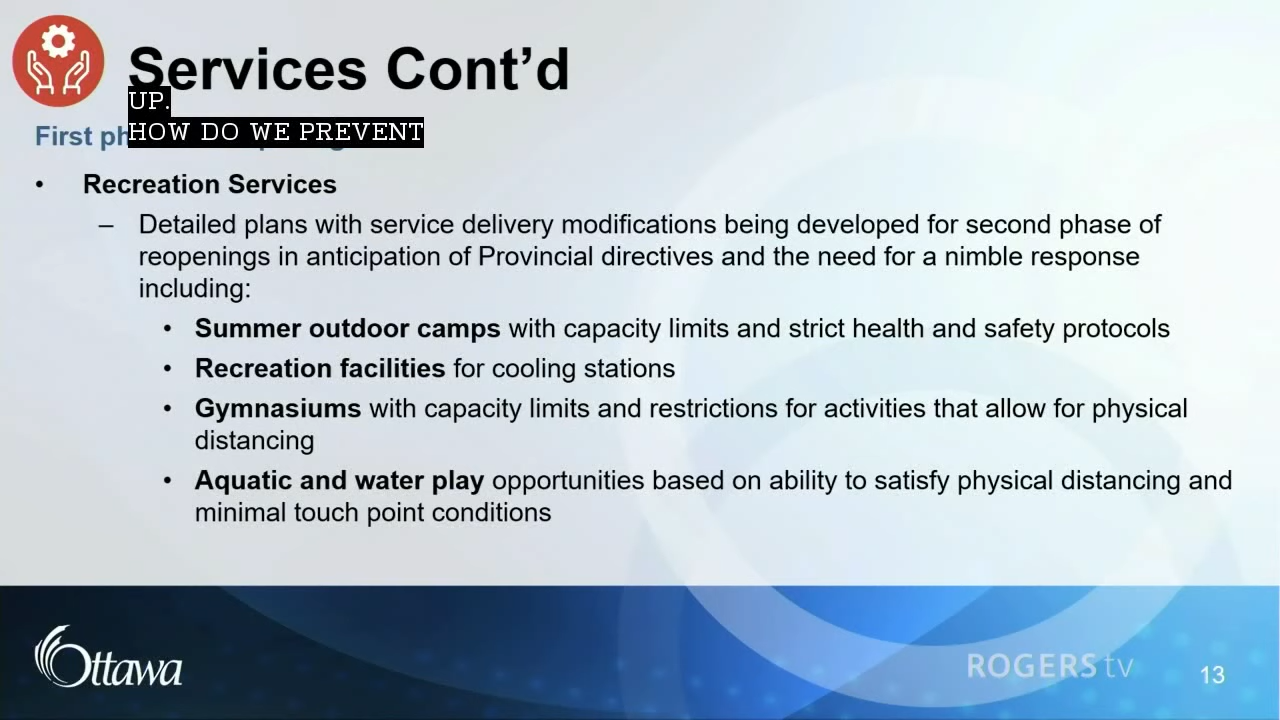 Services Cont’d
UP.
HOW DO WE PREVENT
First
• Recreation Services
– Detailed plans with service delivery modifications being developed for second phase of
reopenings in anticipation of Provincial directives and the need for a nimble response
including:
• Summer outdoor camps with capacity limits and strict health and safety protocols
• Recreation facilities for cooling stations
• Gymnasiums with capacity limits and restrictions for activities that allow for physical
distancing
• Aquatic and water play opportunities based on ability to satisfy physical distancing and
minimal touch point conditions
Ottawa
ROGERS tv
13